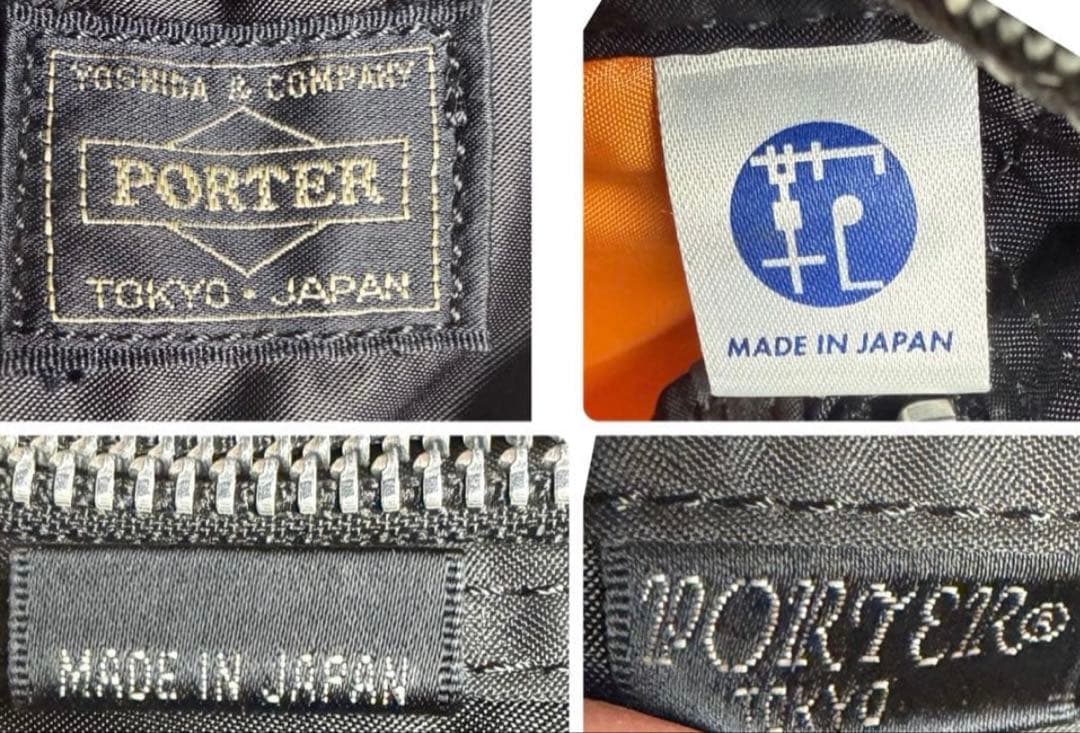 YOSHIDA & COMPANY
PORTER
TOKYO · JAPAN
MADE IN JAPAN
MADE IN JAPAN
PORTER®
TOKYO